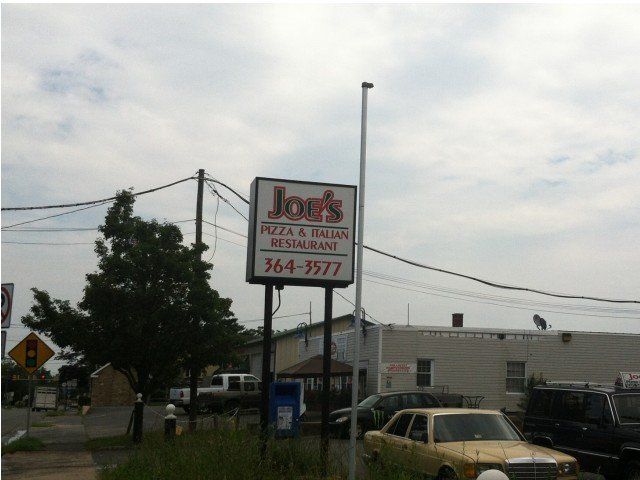 JOE'S
PIZZA & ITALIAN
RESTAURANT
364-3577